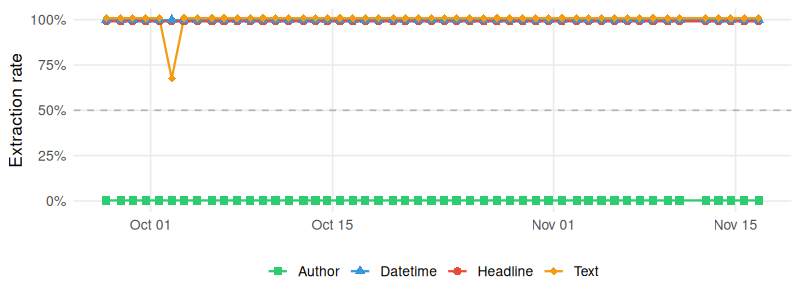 Extraction rate
100%
75%
50%
25%
0%
Oct 01 Oct 15 Nov 01 Nov 15
Author Datetime Headline Text